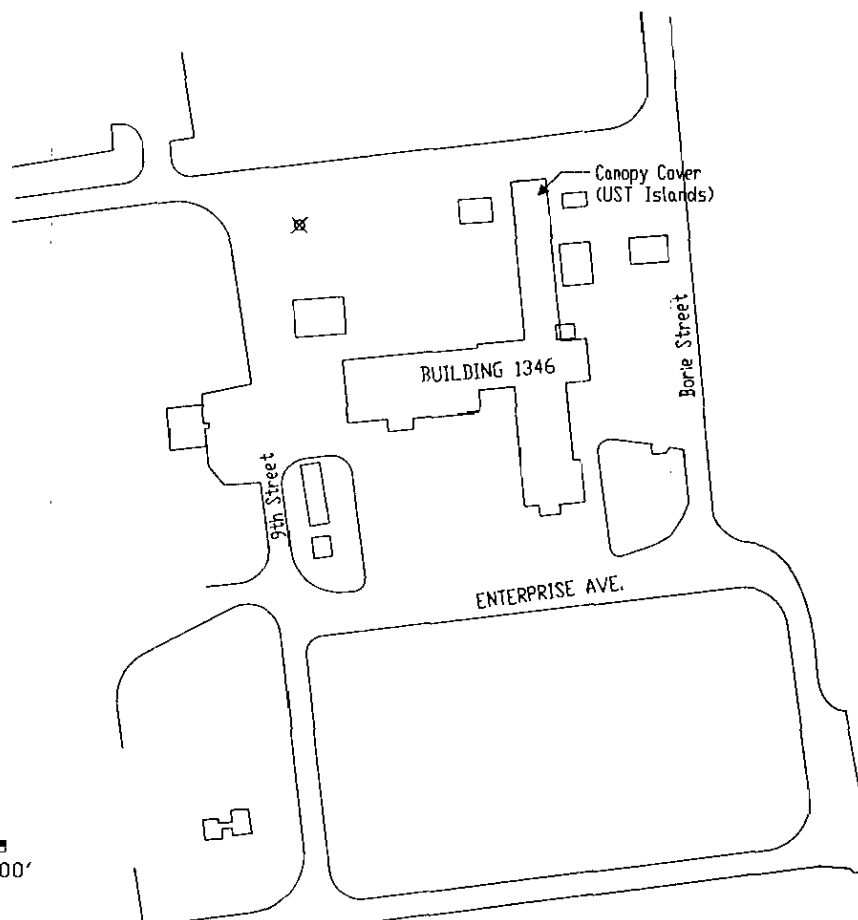 Canopy Cover
(UST Islands)
Borie Street
BUILDING 1346
9th Street
ENTERPRISE AVE.
00'